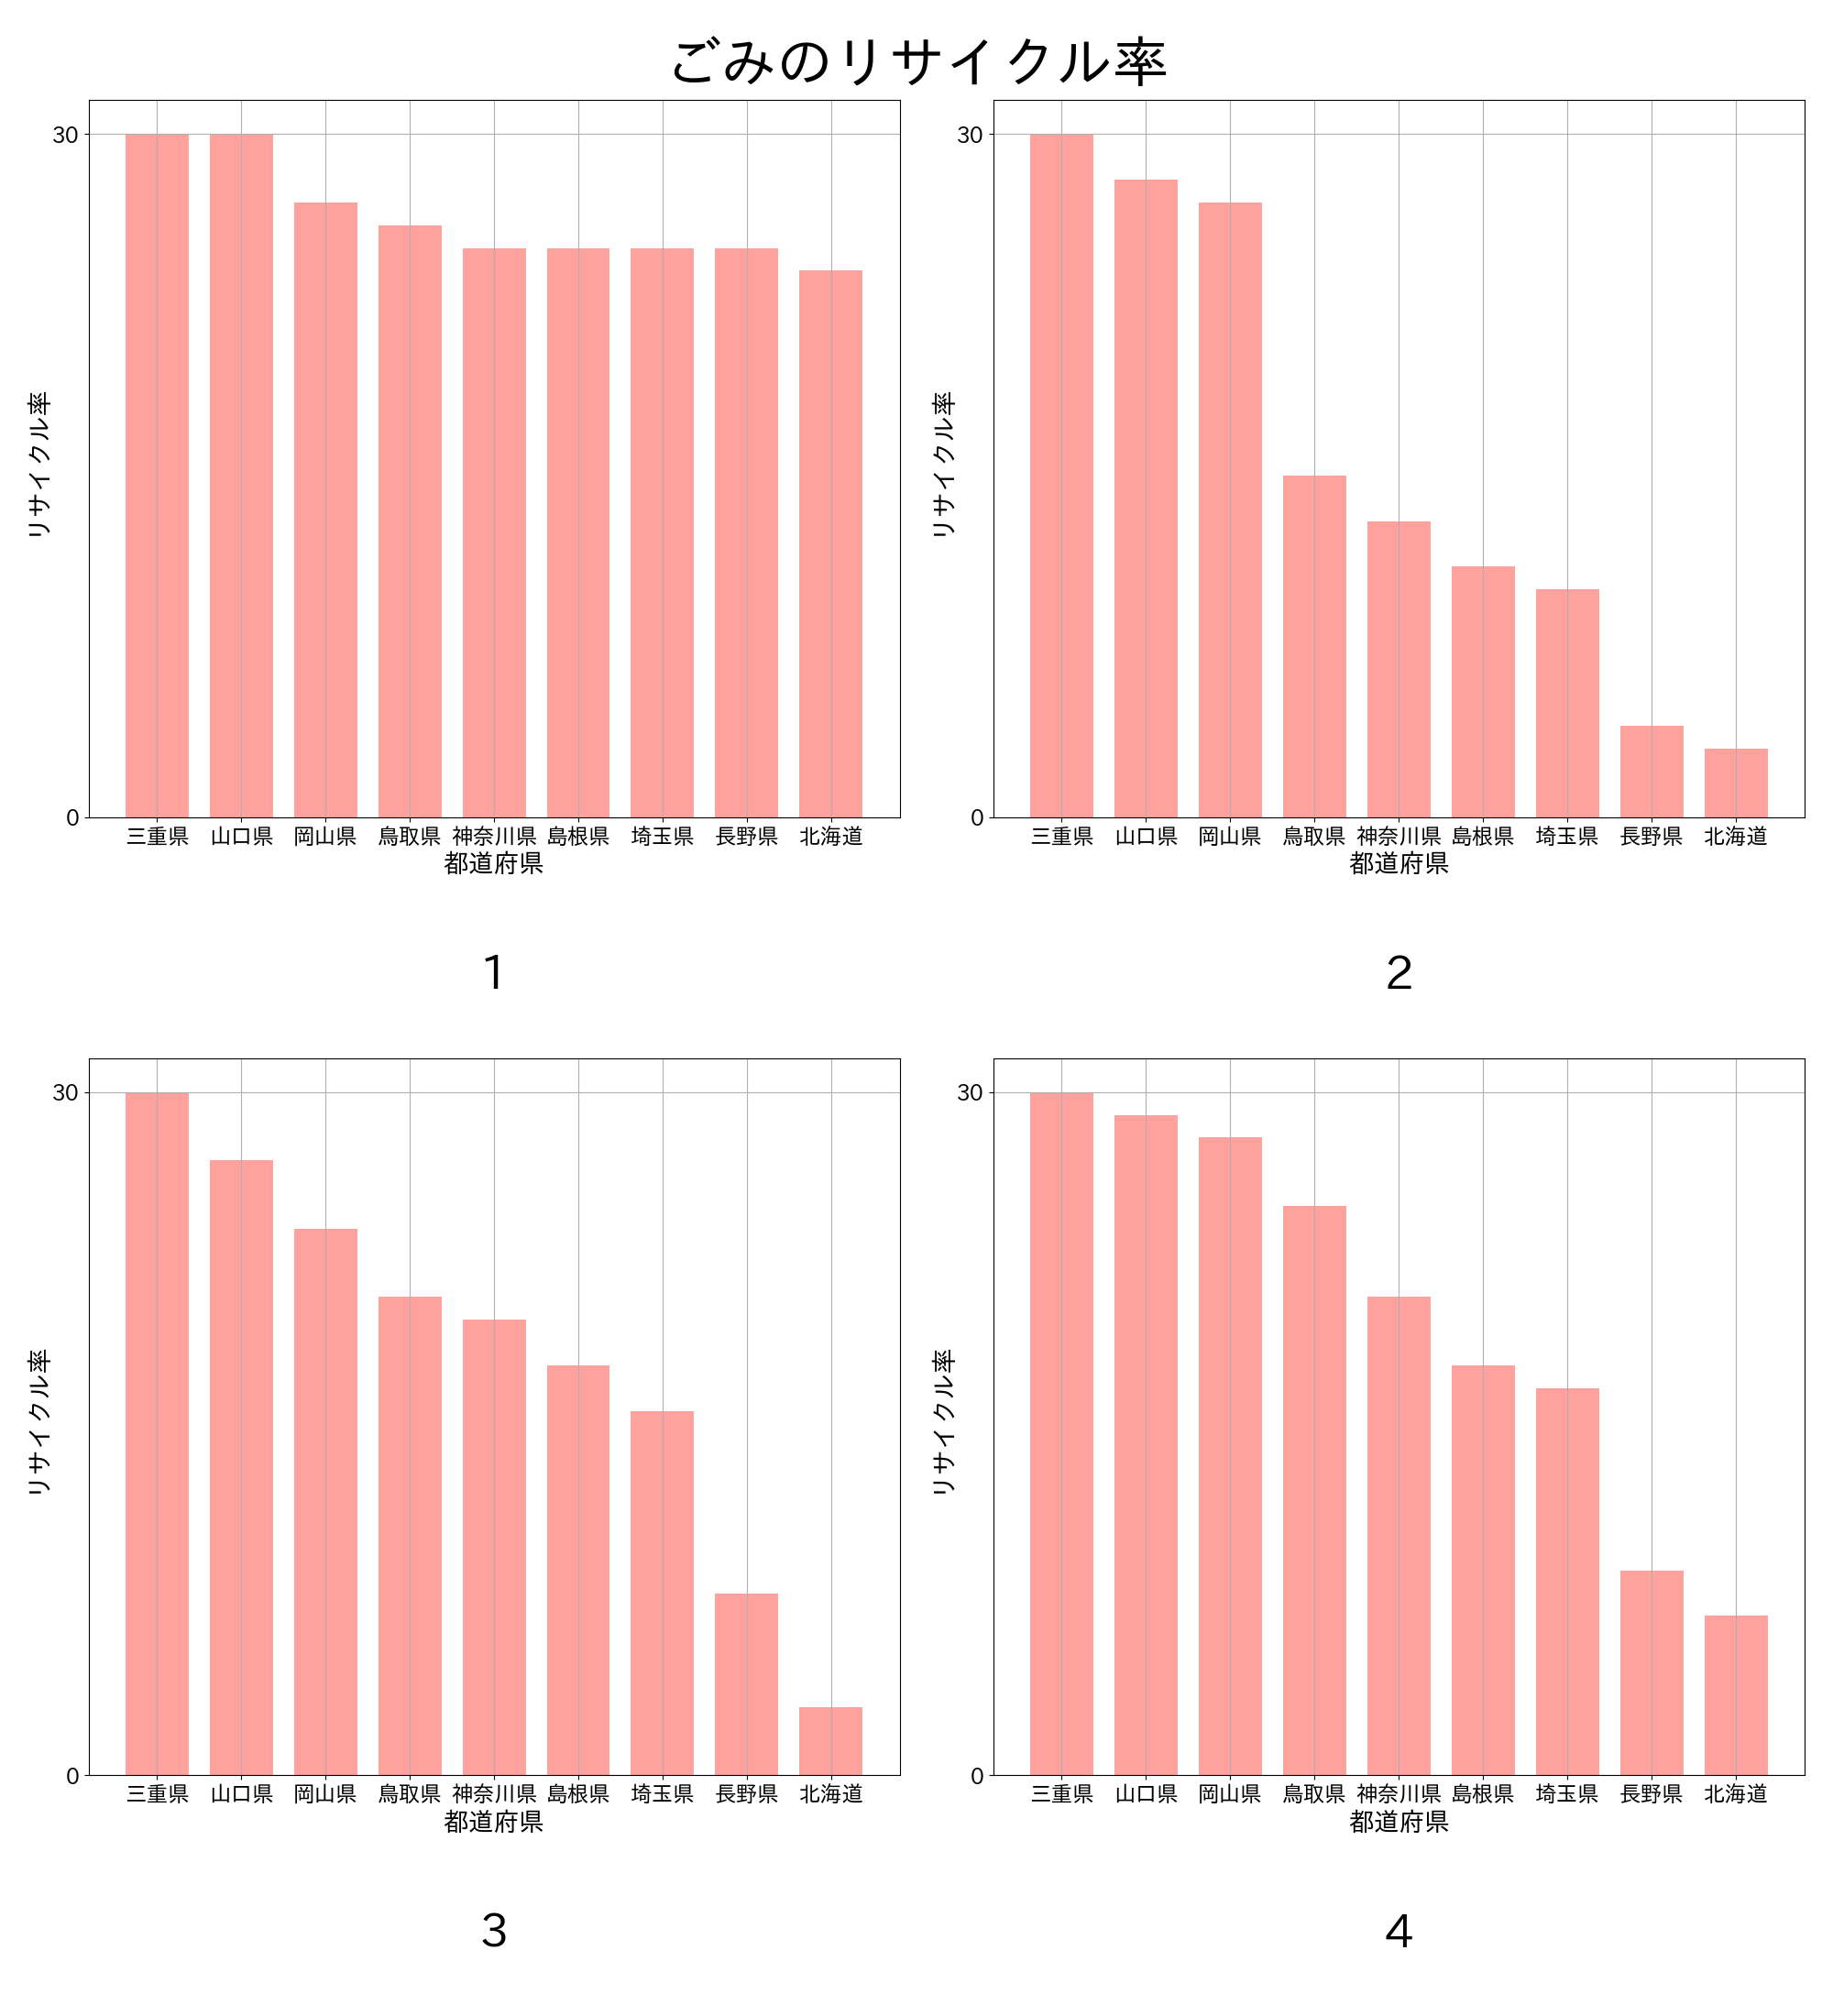 ごみのリサイクル率
30
0
リサイクル率
三重県 山口県 岡山県 鳥取県 神奈川県 島根県 埼玉県 長野県 北海道
都道府県
1
30
0
リサイクル率
三重県 山口県 岡山県 鳥取県 神奈川県 島根県 埼玉県 長野県 北海道
都道府県
2
30
0
リサイクル率
三重県 山口県 岡山県 鳥取県 神奈川県 島根県 埼玉県 長野県 北海道
都道府県
3
30
0
リサイクル率
三重県 山口県 岡山県 鳥取県 神奈川県 島根県 埼玉県 長野県 北海道
都道府県
4